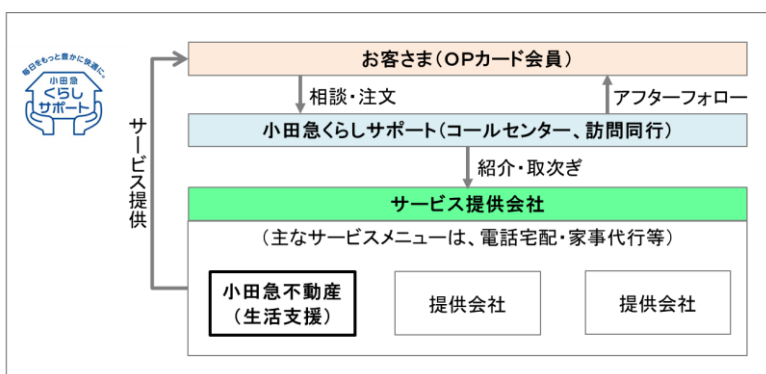 毎日をもっと豊かに快適に。
小田急
くらし
サポート
お客さま(OPカード会員)
相談・注文
アフターフォロー
小田急くらしサポート(コールセンター、訪問同行)
紹介・取次ぎ
サービス提供
サービス提供会社
(主なサービスメニューは、電話宅配・家事代行等)
小田急不動産
(生活支援)
提供会社
提供会社